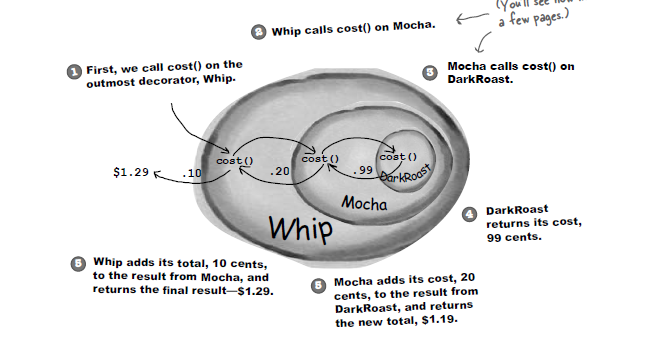 (You'll see
a few pages.)
2 Whip calls cost() on Mocha.
1 First, we call cost() on the
outmost decorator, Whip.
3 Mocha calls cost() on
DarkRoast.
cost() cost() cost()
$1.29 .10 .20 .99 DarkRoast
Mocha
Whip
4 DarkRoast
returns its cost,
99 cents.
Whip adds its total, 10 cents,
to the result from Mocha, and
returns the final result—$1.29.
5 Mocha adds its cost, 20
cents, to the result from
DarkRoast, and returns
the new total, $1.19.